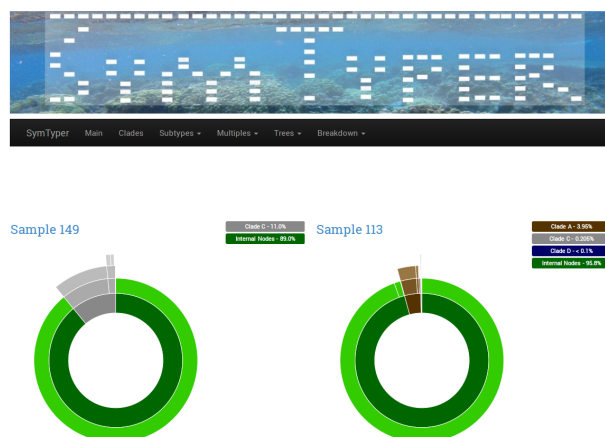 SymTyper
SymTyper Main Clades Subtypes Multiples Trees Breakdown
Sample 149
Clade C - 11.0%
Internal Nodes - 89.0%
Sample 113
Clade A - 3.95%
Clade C - 0.205%
Clade D - < 0.1%
Internal Nodes - 95.8%